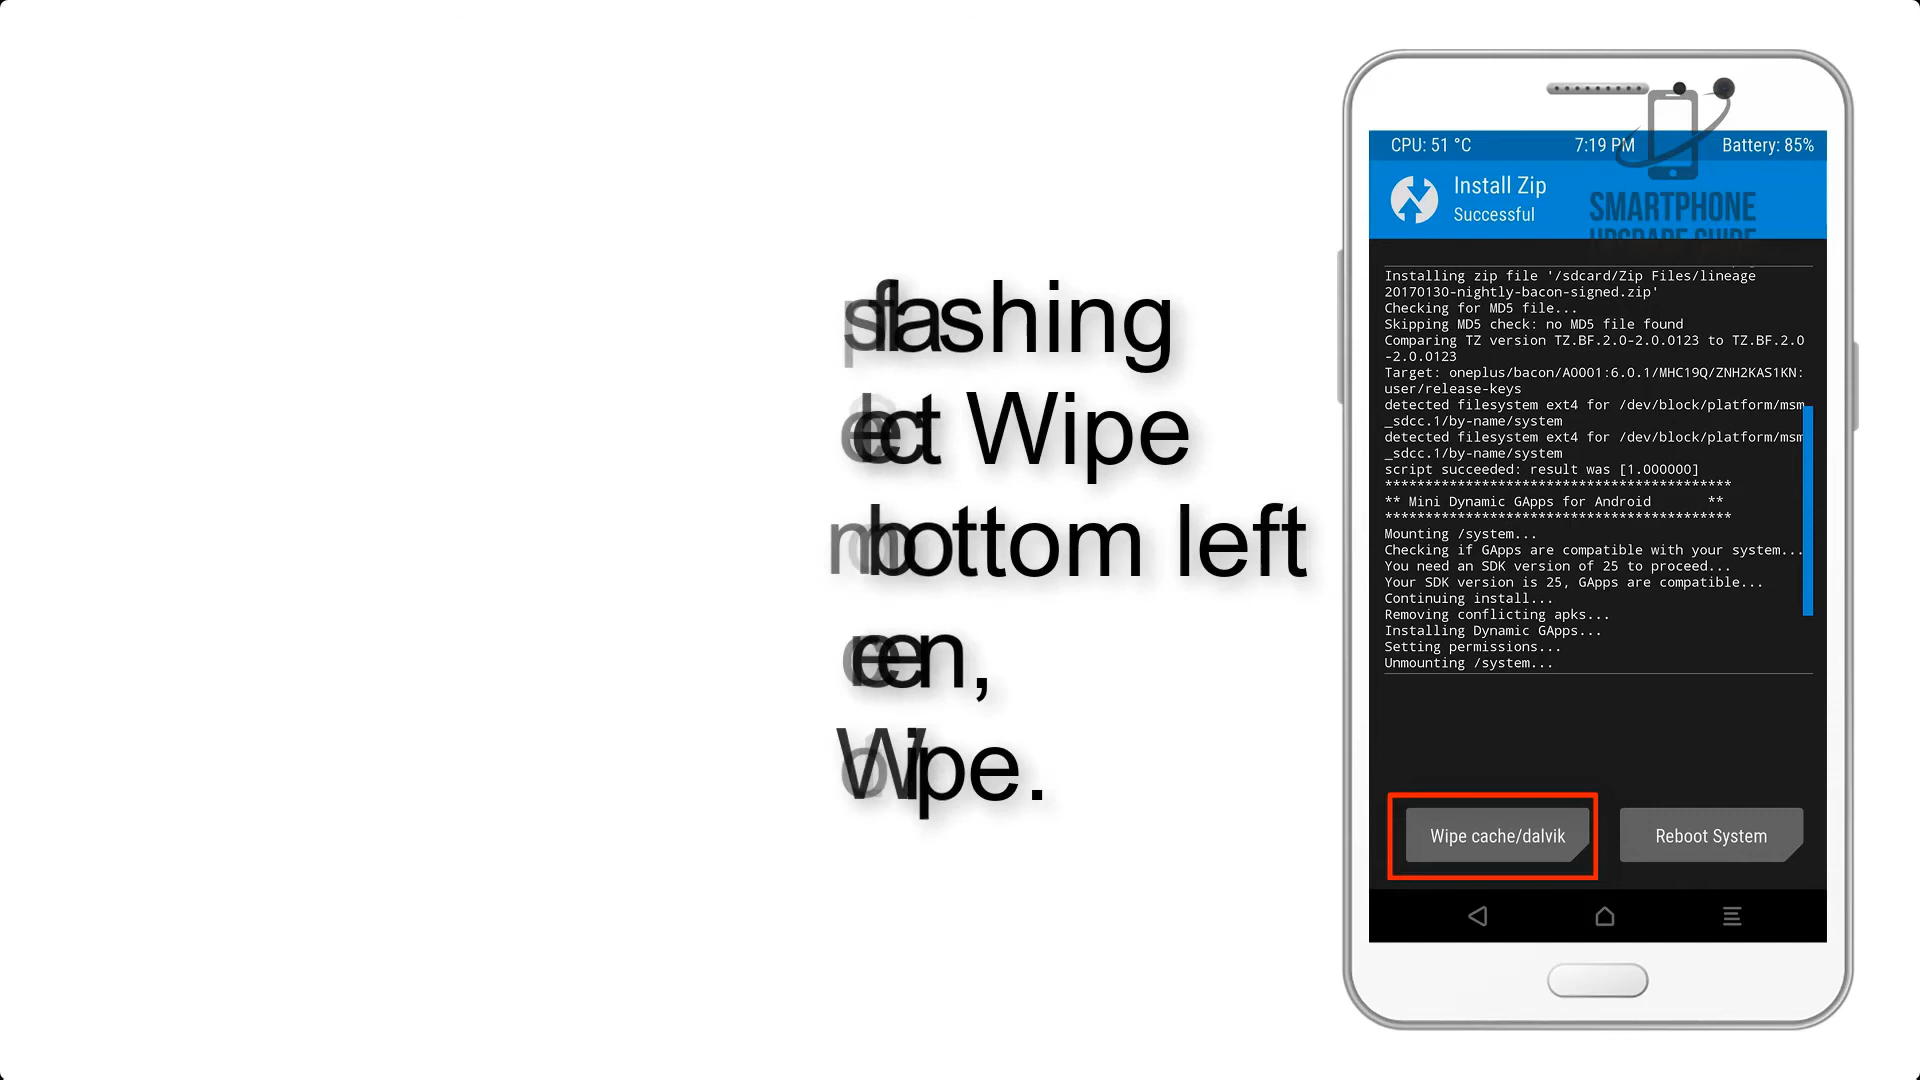 flashing
Wipe
bottom left
Wipe.
CPU: 51 °C 7:19 PM Battery: 85%
Install Zip
Successful
SMARTPHONE
UPGRADE GUIDE
Installing zip file '/sdcard/Zip Files/lineage
20170130-nightly-bacon-signed.zip'
Checking for MD5 file...
Skipping MD5 check: no MD5 file found
Comparing TZ version TZ.BF.2.0-2.0.0123 to TZ.BF.2.0
-2.0.0123
Target: oneplus/bacon/A0001:6.0.1/MHC19Q/ZNH2KAS1KN:
user/release-keys
detected filesystem ext4 for /dev/block/platform/msm
_sdcc.1/by-name/system
detected filesystem ext4 for /dev/block/platform/msm
_sdcc.1/by-name/system
script succeeded: result was [1.000000]
*******************************************
** Mini Dynamic GApps for Android       **
*******************************************
Mounting /system...
Checking if GApps are compatible with your system...
You need an SDK version of 25 to proceed...
Your SDK version is 25, GApps are compatible...
Continuing install...
Removing conflicting apks...
Installing Dynamic GApps...
Setting permissions...
Unmounting /system...
Wipe cache/dalvik
Reboot System